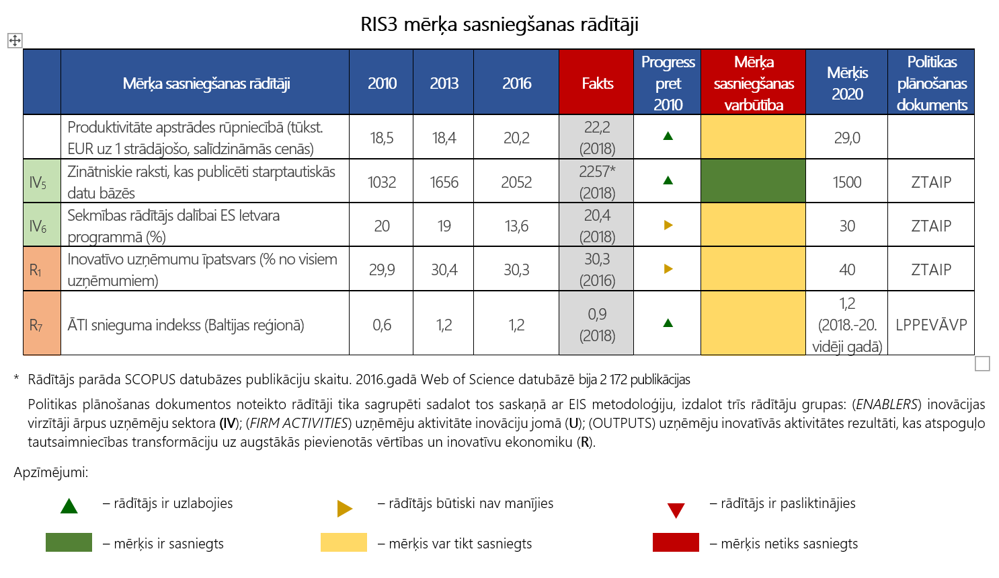 RIS3 mērķa sasniegšanas rādītāji
Mērķa sasniegšanas rādītāji 2010 2013 2016 Fakts Progress pret 2010 Mērķa sasniegšanas varbūtība Mērķis 2020 Politikas plānošanas dokuments
Produktivitāte apstrādes rūpniecībā (tūkst.
EUR uz 1 strādājošo, salīdzināmās cenās) 18,5 18,4 20,2 22,2 (2018) 29,0
IV5 Zinātniskie raksti, kas publicēti starptautiskās
datu bāzēs 1032 1656 2052 2257* (2018) 1500 ZTAIP
IV6 Sekmības rādītājs dalībai ES Ietvara
programmā (%) 20 19 13,6 20,4 (2018) 30 ZTAIP
R1 Inovatīvo uzņēmumu īpatsvars (% no visiem
uzņēmumiem) 29,9 30,4 30,3 30,3 (2016) 40 ZTAIP
R7 ĀTI snieguma indekss (Baltijas reģionā) 0,6 1,2 1,2 0,9 (2018) 1,2 (2018.-20. vidēji gadā) LPPEVĀVP
* Rādītājs parāda SCOPUS datubāzes publikāciju skaitu. 2016.gadā Web of Science datubāzē bija 2 172 publikācijas
Politikas plānošanas dokumentos noteikto rādītāji tika sagrupēti sadalot tos saskaņā ar EIS metodoloģiju, izdalot trīs rādītāju grupas: (ENABLERS) inovācijas
virzītāji ārpus uzņēmēju sektora (IV); (FIRM ACTIVITIES) uzņēmēju aktivitāte inovāciju jomā (U); (OUTPUTS) uzņēmēju inovatīvās aktivitātes rezultāti, kas atspoguļo
tautsaimniecības transformāciju uz augstākās pievienotās vērtības un inovatīvu ekonomiku (R).
Apzīmējumi:
– rādītājs ir uzlabojies – rādītājs būtiski nav manījies – rādītājs ir pasliktinājies
– mērķis ir sasniegts – mērķis var tikt sasniegts – mērķis netiks sasniegts